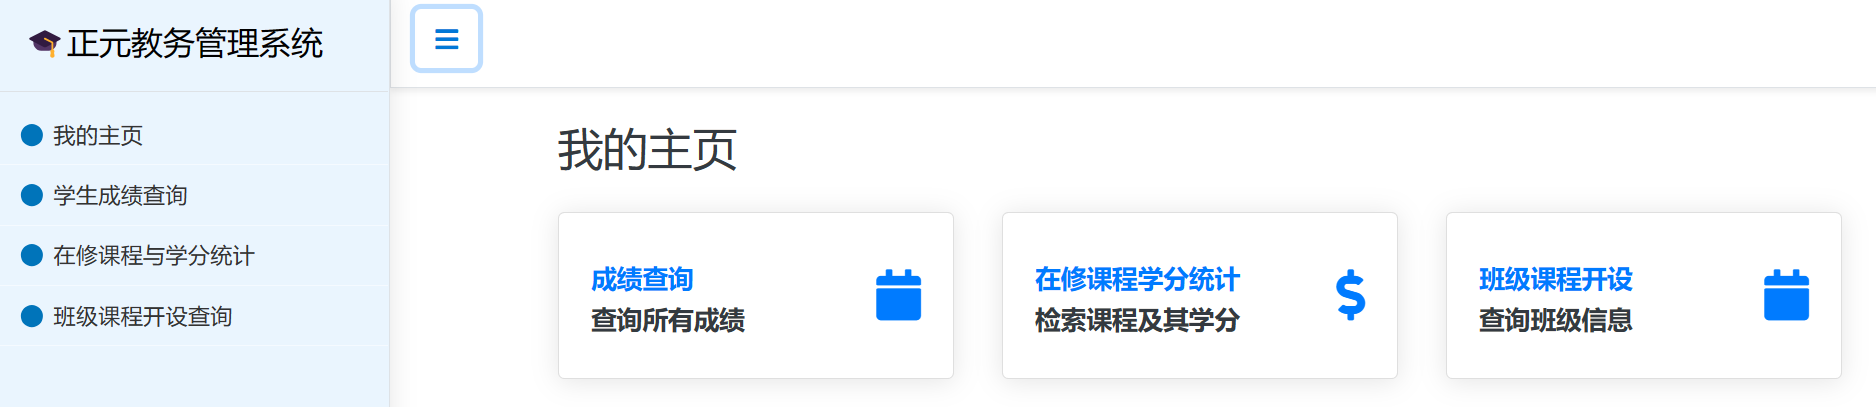 正元教务管理系统
我的主页
学生成绩查询
在修课程与学分统计
班级课程开设查询
我的主页
成绩查询
查询所有成绩
在修课程学分统计
检索课程及其学分
班级课程开设
查询班级信息